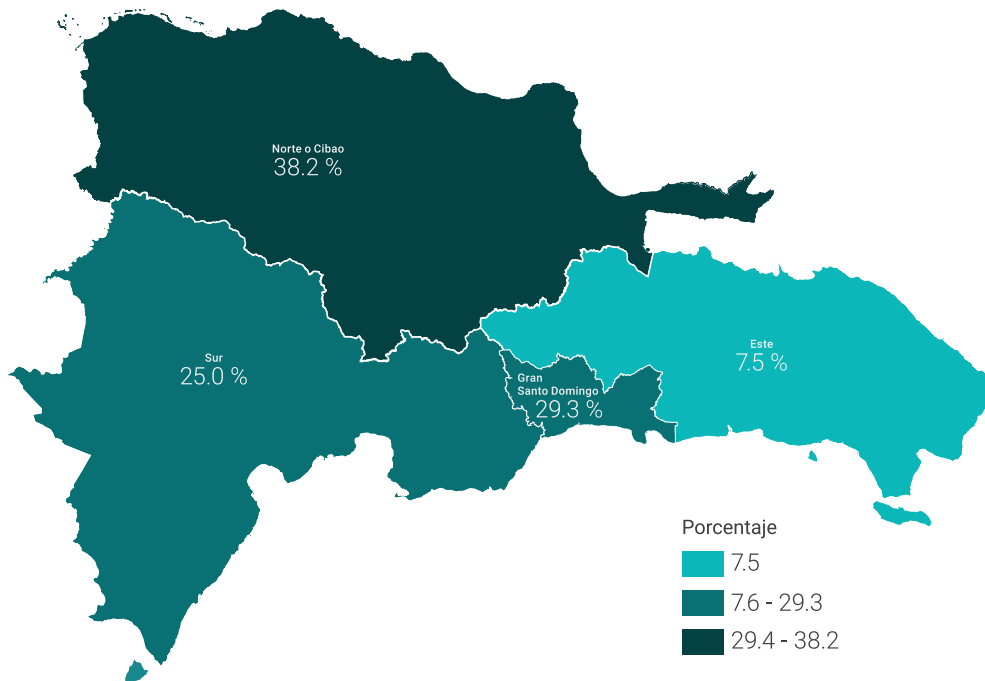 Norte o Cibao
38.2 %
Sur
25.0 %
Gran
Santo Domingo
29.3 %
Este
7.5 %
Porcentaje
7.5
7.6 - 29.3
29.4 - 38.2